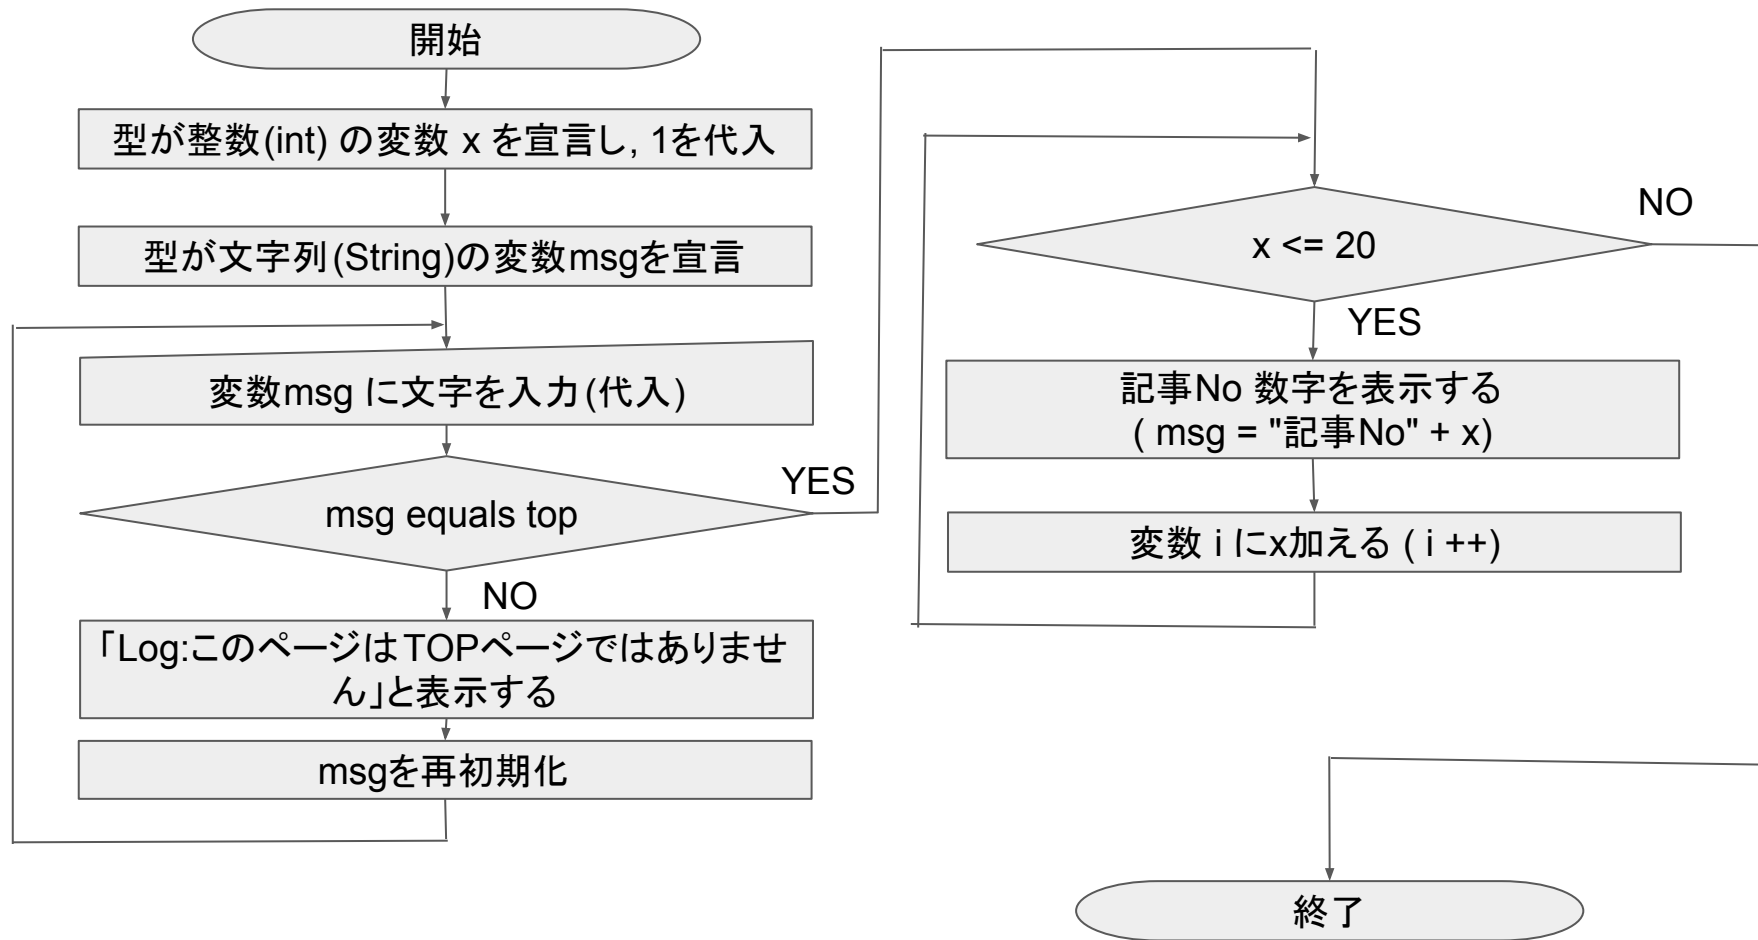 開始
型が整数(int) の変数 x を宣言し, 1を代入
型が文字列(String)の変数msgを宣言
変数msg に文字を入力(代入)
msg equals top
YES
NO
「Log:このページはTOPページではありませ
ん」と表示する
msgを再初期化
x <= 20
NO
YES
記事No 数字を表示する
( msg = "記事No" + x)
変数 i にx加える ( i ++)
終了